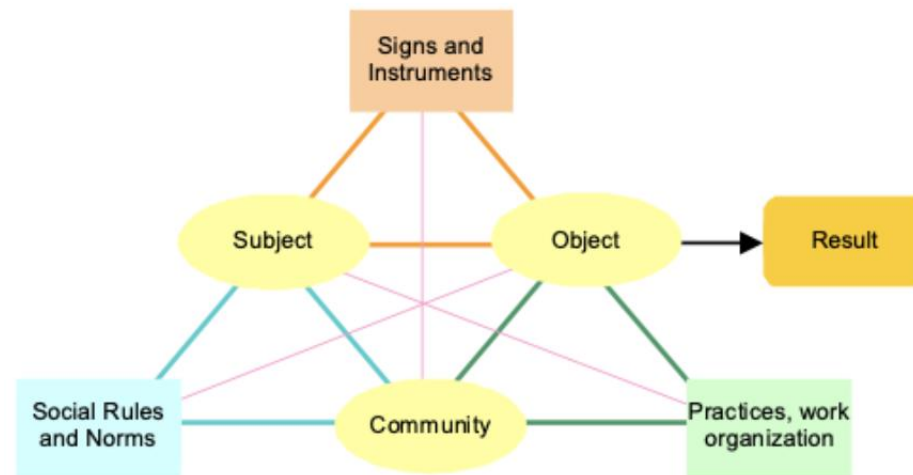 Signs and
Instruments
Subject
Object
Result
Social Rules
and Norms
Community
Practices, work
organization